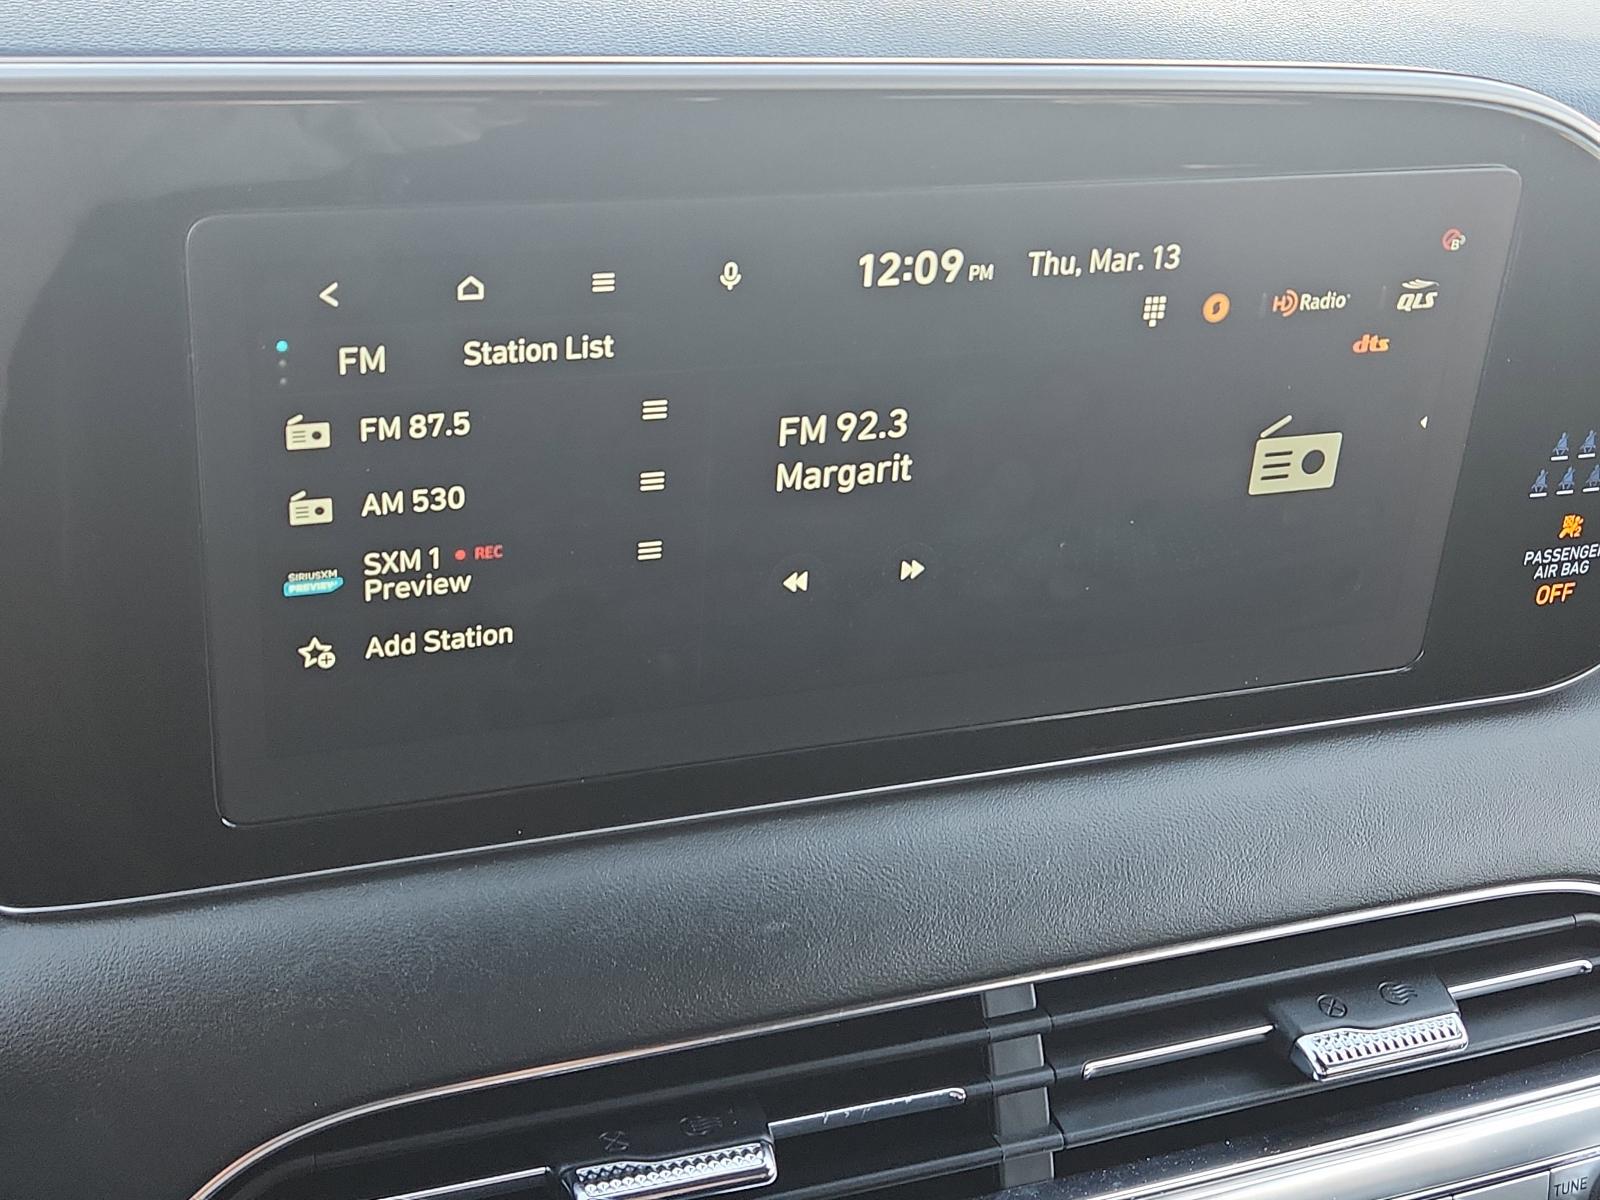 12:09 PM Thu, Mar. 13
HD Radio
QLS
dts
FM Station List
FM 87.5
AM 530
SXM 1 REC
Preview
SIRIUSXM
PREVIEW
Add Station
FM 92.3
Margarit
PASSENGER
AIR BAG
OFF
TUNE